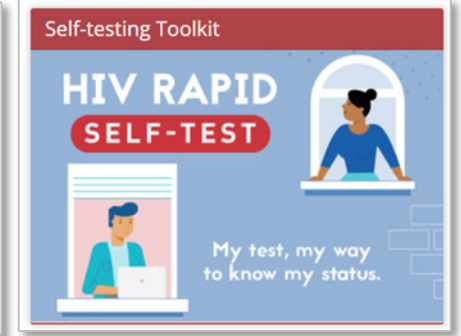 Self-testing Toolkit
HIV RAPID
SELF-TEST
My test, my way
to know my status.